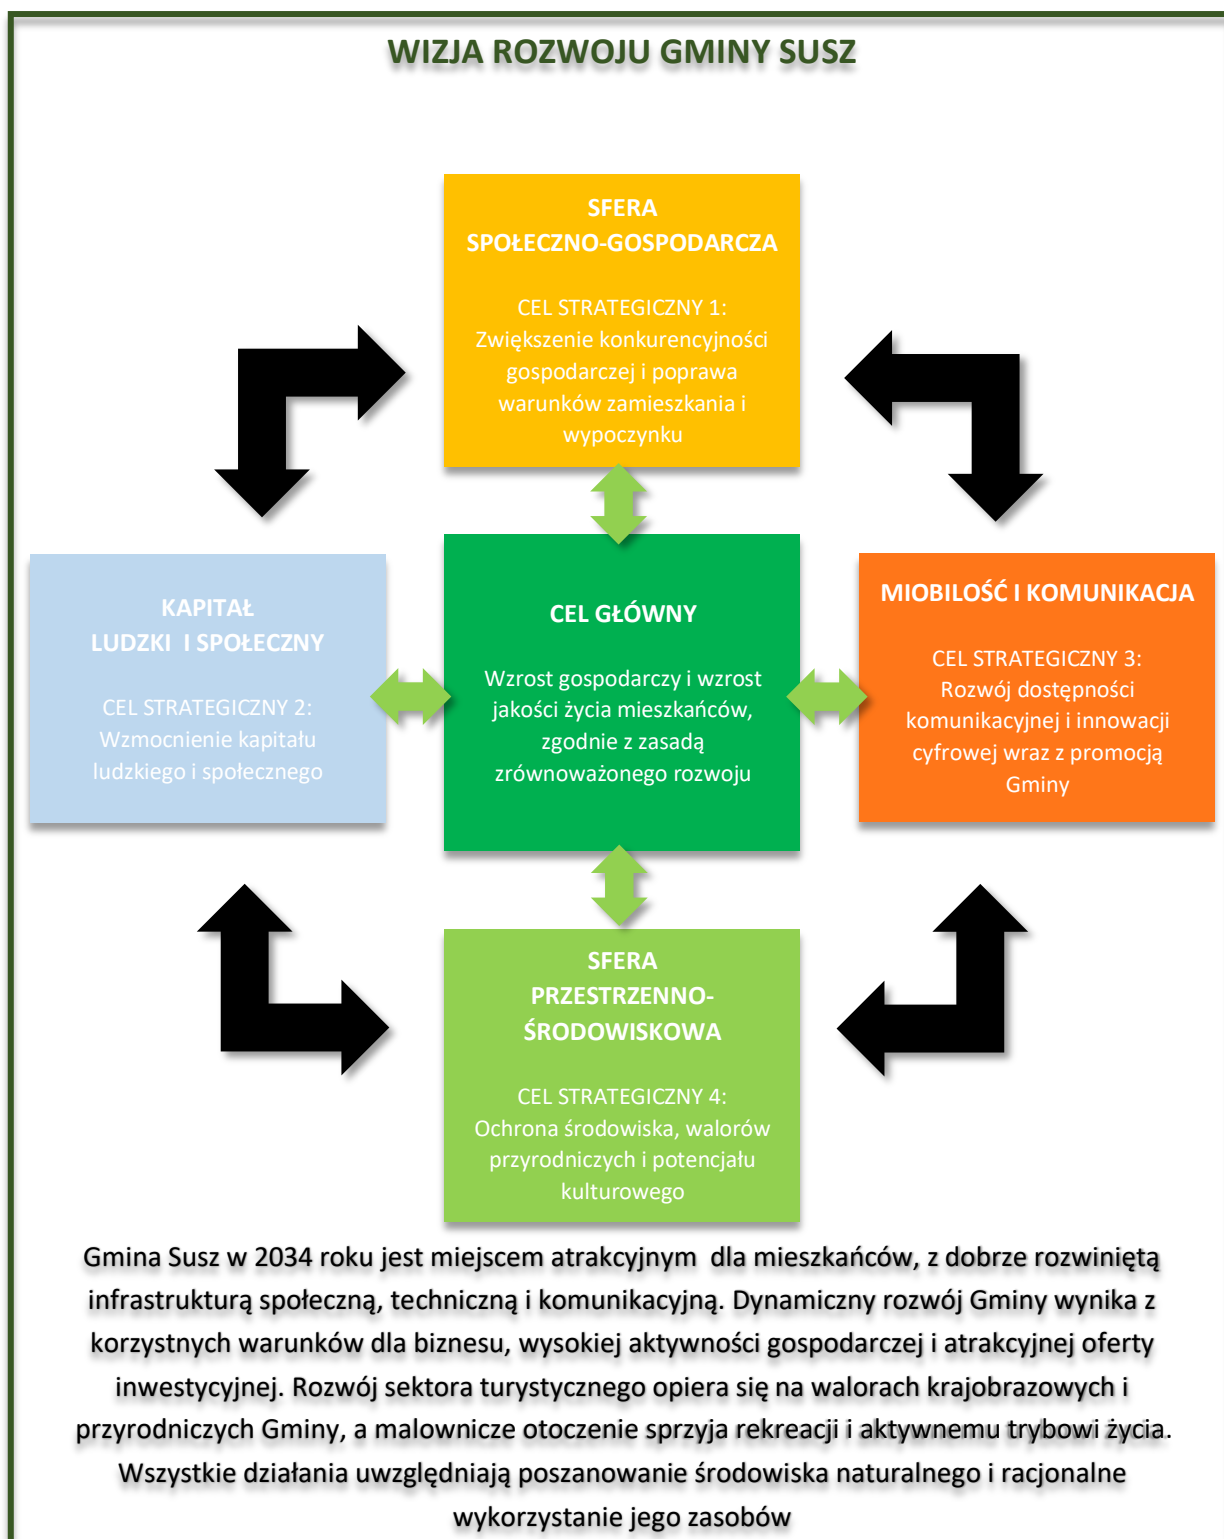 WIZJA ROZWOJU GMINY SUSZ
SFERA
SPOŁECZNO-GOSPODARCZA
CEL STRATEGICZNY 1:
Zwiększenie konkurencyjności
gospodarczej i poprawa
warunków zamieszkania i
wypoczynku
KAPITAŁ
LUDZKI I SPOŁECZNY
CEL STRATEGICZNY 2:
Wzmocnienie kapitału
ludzkiego i społecznego
CEL GŁÓWNY
Wzrost gospodarczy i wzrost
jakości życia mieszkańców,
zgodnie z zasadą
zrównoważonego rozwoju
MIOBILOŚĆ I KOMUNIKACJA
CEL STRATEGICZNY 3:
Rozwój dostępności
komunikacyjnej i innowacji
cyfrowej wraz z promocją
Gminy
SFERA
PRZESTRZENNO-
ŚRODOWISKOWA
CEL STRATEGICZNY 4:
Ochrona środowiska, walorów
przyrodniczych i potencjału
kulturowego
Gmina Susz w 2034 roku jest miejscem atrakcyjnym dla mieszkańców, z dobrze rozwiniętą
infrastrukturą społeczną, techniczną i komunikacyjną. Dynamiczny rozwój Gminy wynika z
korzystnych warunków dla biznesu, wysokiej aktywności gospodarczej i atrakcyjnej oferty
inwestycyjnej. Rozwój sektora turystycznego opiera się na walorach krajobrazowych i
przyrodniczych Gminy, a malownicze otoczenie sprzyja rekreacji i aktywnemu trybowi życia.
Wszystkie działania uwzględniają poszanowanie środowiska naturalnego i racjonalne
wykorzystanie jego zasobów